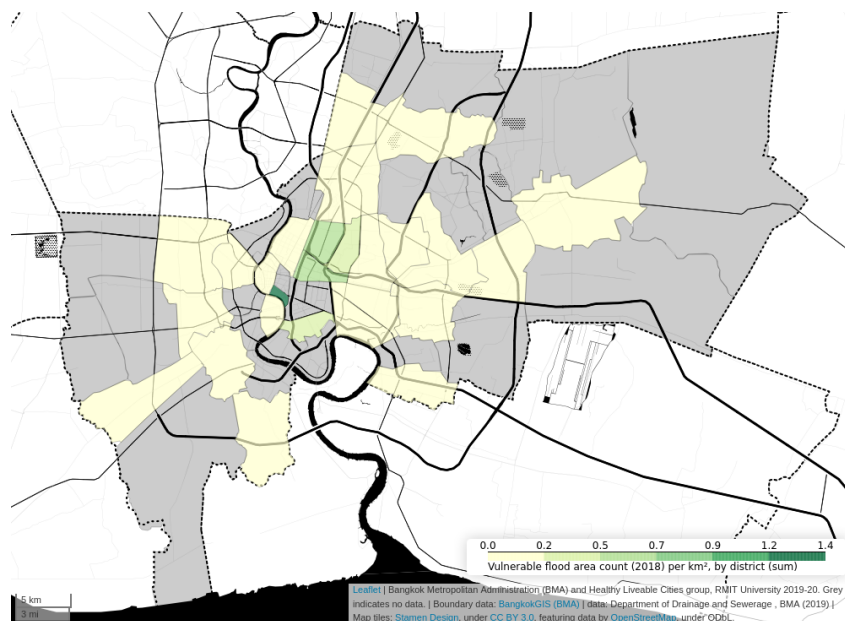 0.0 0.2 0.5 0.7 0.9 1.2 1.4
Vulnerable flood area count (2018) per km², by district (sum)
5 km
3 mi
Leaflet | Bangkok Metropolitan Administration (BMA) and Healthy Liveable Cities group, RMIT University 2019-20. Grey
indicates no data. | Boundary data: BangkokGIS (BMA) | data: Department of Drainage and Sewerage , BMA (2019) |
Map tiles: Stamen Design, under CC BY 3.0, featuring data by OpenStreetMap, under ODbL.